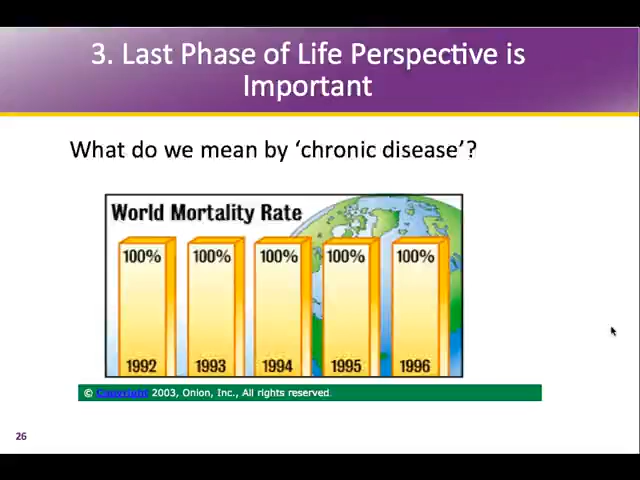 3. Last Phase of Life Perspective is
Important
What do we mean by ‘chronic disease’?
World Mortality Rate
100% 100% 100% 100% 100%
1992 1993 1994 1995 1996
© Copyright 2003, Onion, Inc., All rights reserved.
26